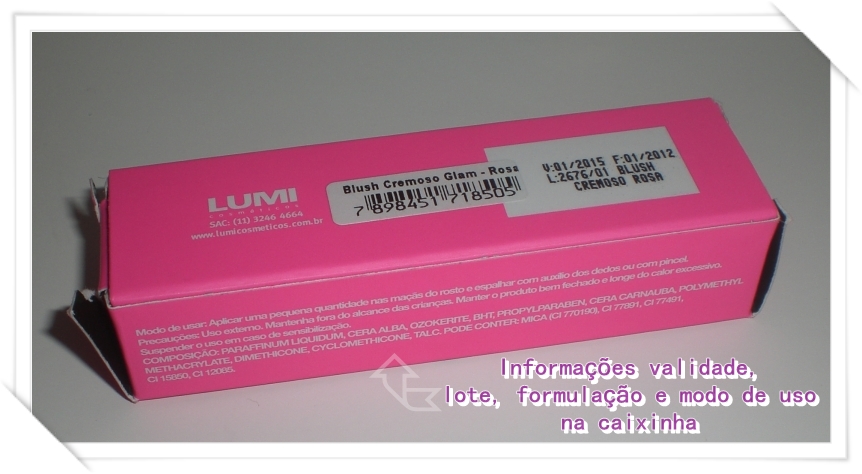 LUMI
cosméticos
SAC: (11) 3246 4664
www.lumicosmeticos.com.br
Blush Cremoso Glam - Rosa
7 898451 718505
V:01/2015 F:01/2012
L:2676/01 BLUSH
CREMOSO ROSA
Modo de usar: Aplicar uma pequena quantidade nas maçãs do rosto e espalhar com auxílio dos dedos ou com pincel.
Precauções: Uso externo. Mantenha fora do alcance das crianças. Manter o produto bem fechado e longe do calor excessivo.
Suspender o uso em caso de sensibilização.
COMPOSIÇÃO: PARAFFINUM LIQUIDUM, CERA ALBA, OZOKERITE, BHT, PROPYLPARABEN, CERA CARNAUBA, POLYMETHYL
METHACRYLATE, DIMETHICONE, CYCLOMETHICONE, TALC. PODE CONTER: MICA (CI 770190), CI 77891, CI 77491,
CI 15850, CI 12085.
Informações validade,
lote, formulação e modo de uso
na caixinha